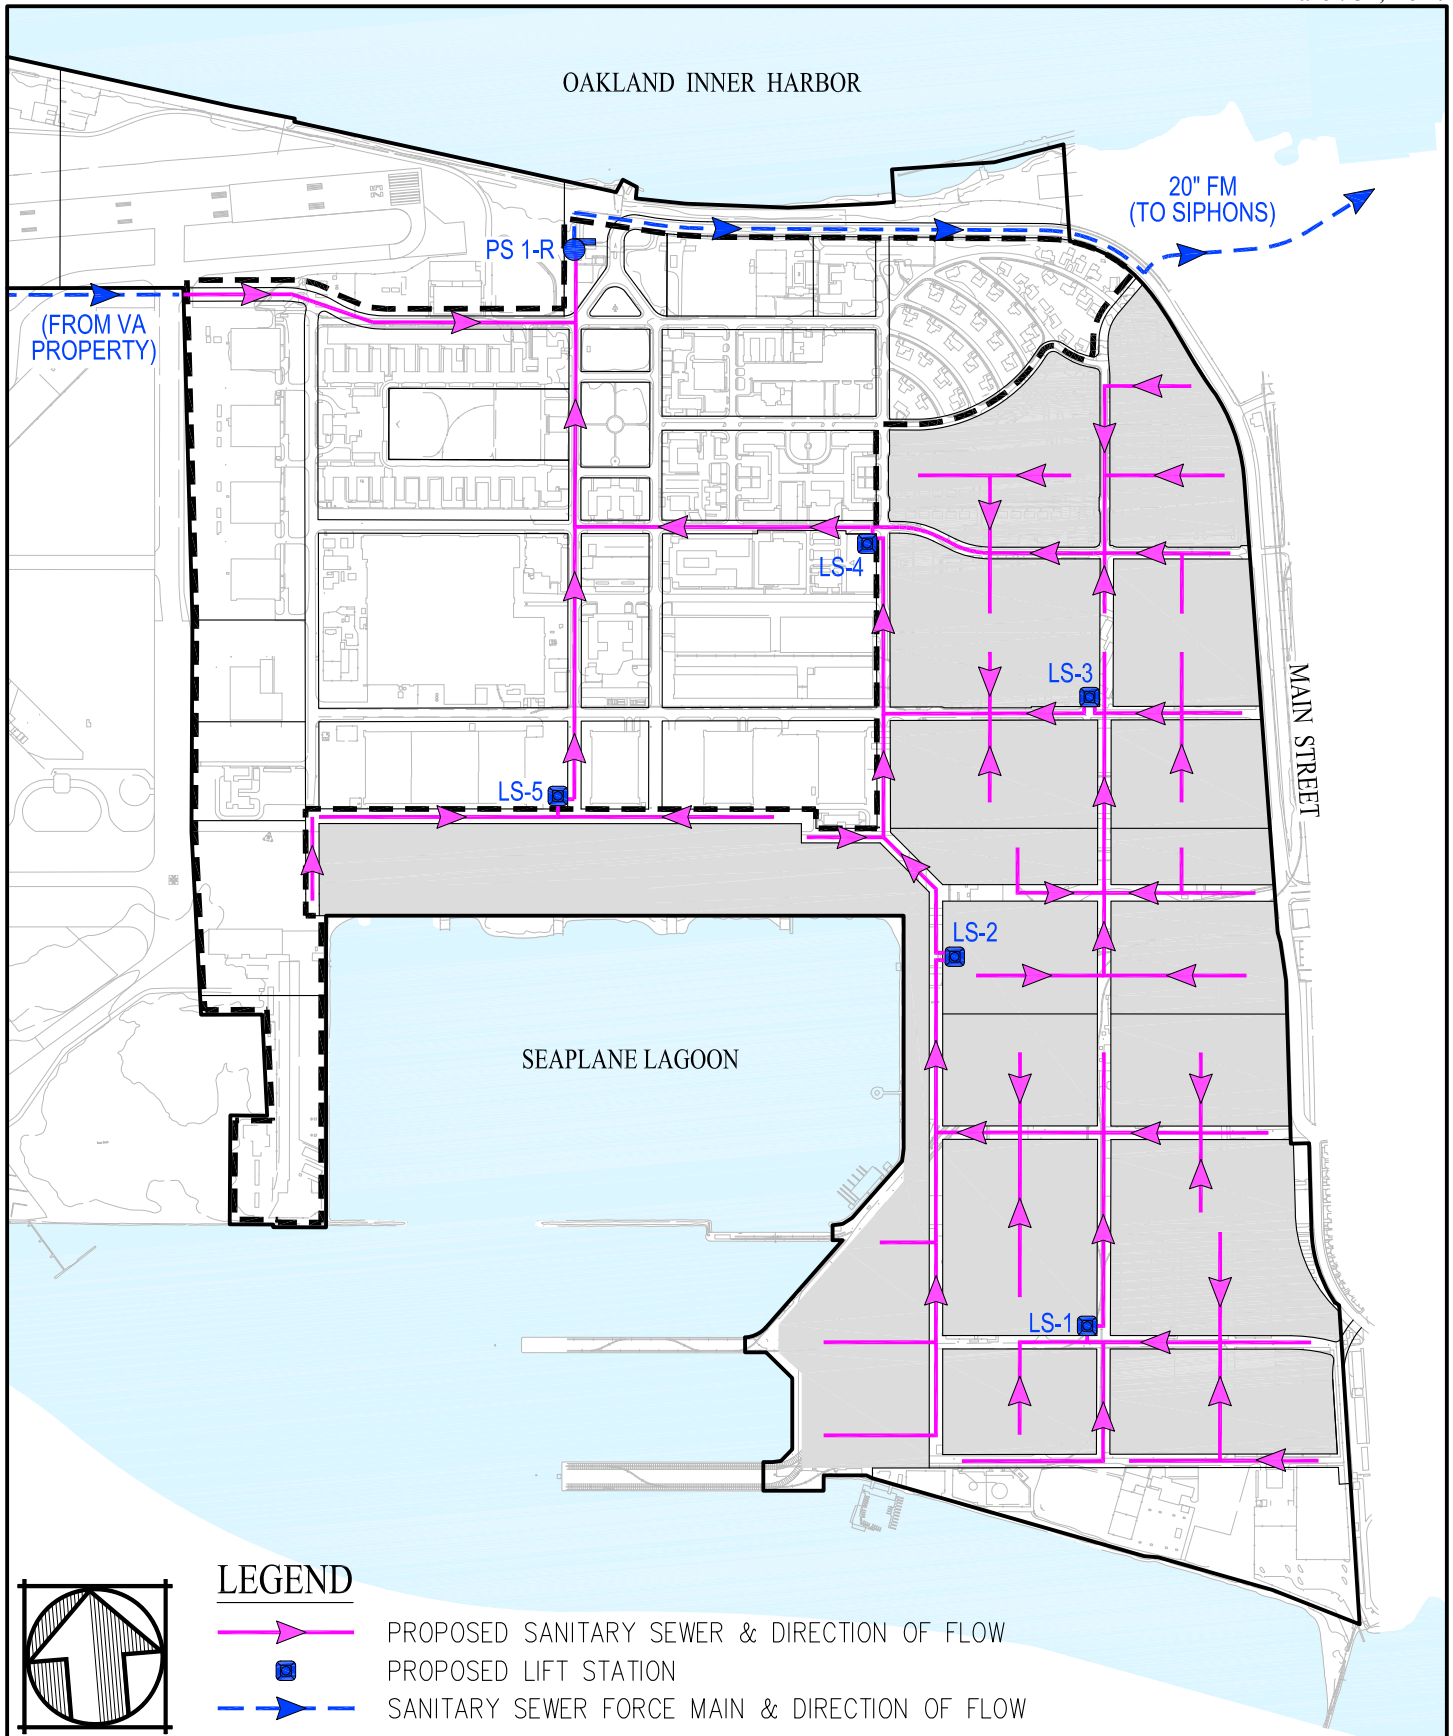 OAKLAND INNER HARBOR
20" FM
(TO SIPHONS)
PS 1-R
(FROM VA
PROPERTY)
LS-4
LS-3
MAIN STREET
LS-5
LS-2
SEAPLANE LAGOON
LS-1
LEGEND
PROPOSED SANITARY SEWER & DIRECTION OF FLOW
PROPOSED LIFT STATION
SANITARY SEWER FORCE MAIN & DIRECTION OF FLOW